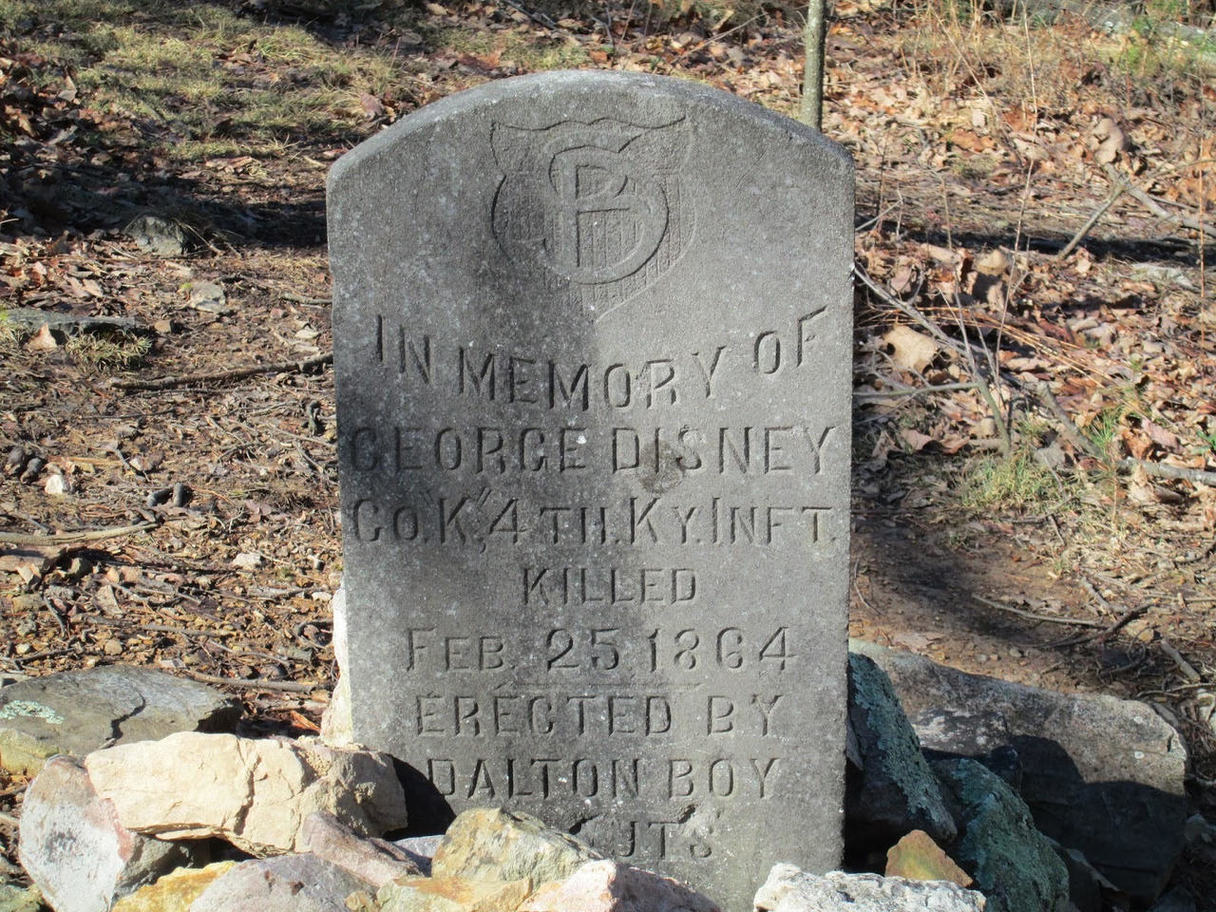 IN MEMORY OF
GEORGE DISNEY
CO. "K", 4TH. KY. INFT.
KILLED
FEB. 25, 1864
ERECTED BY
DALTON BOY